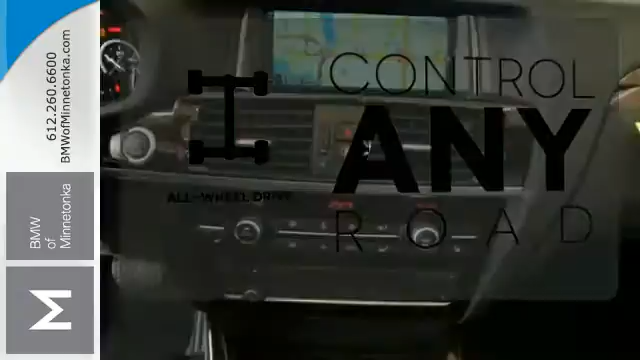 612.260.6600
BMWofMinnetonka.com
BMW
of
Minnetonka
M
CONTROL
ANY
ROAD
ALL-WHEEL DRIVE